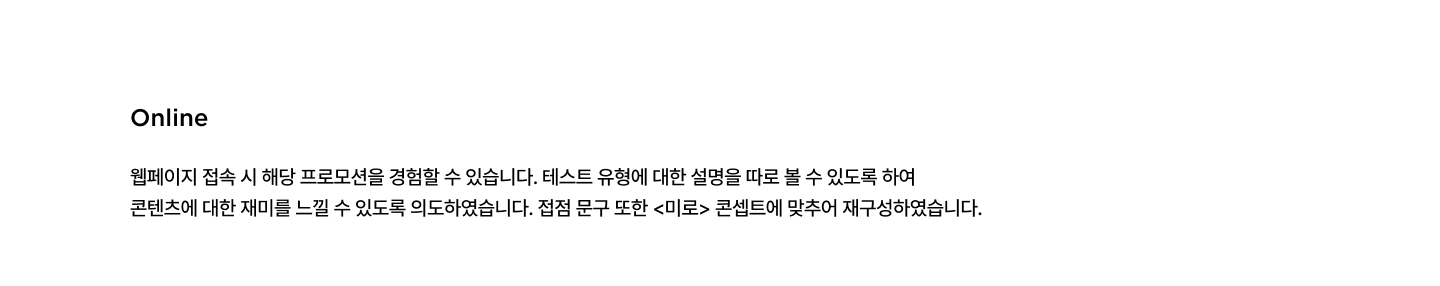 Online
웹페이지 접속 시 해당 프로모션을 경험할 수 있습니다. 테스트 유형에 대한 설명을 따로 볼 수 있도록 하여
콘텐츠에 대한 재미를 느낄 수 있도록 의도하였습니다. 접점 문구 또한 <미로> 콘셉트에 맞추어 재구성하였습니다.